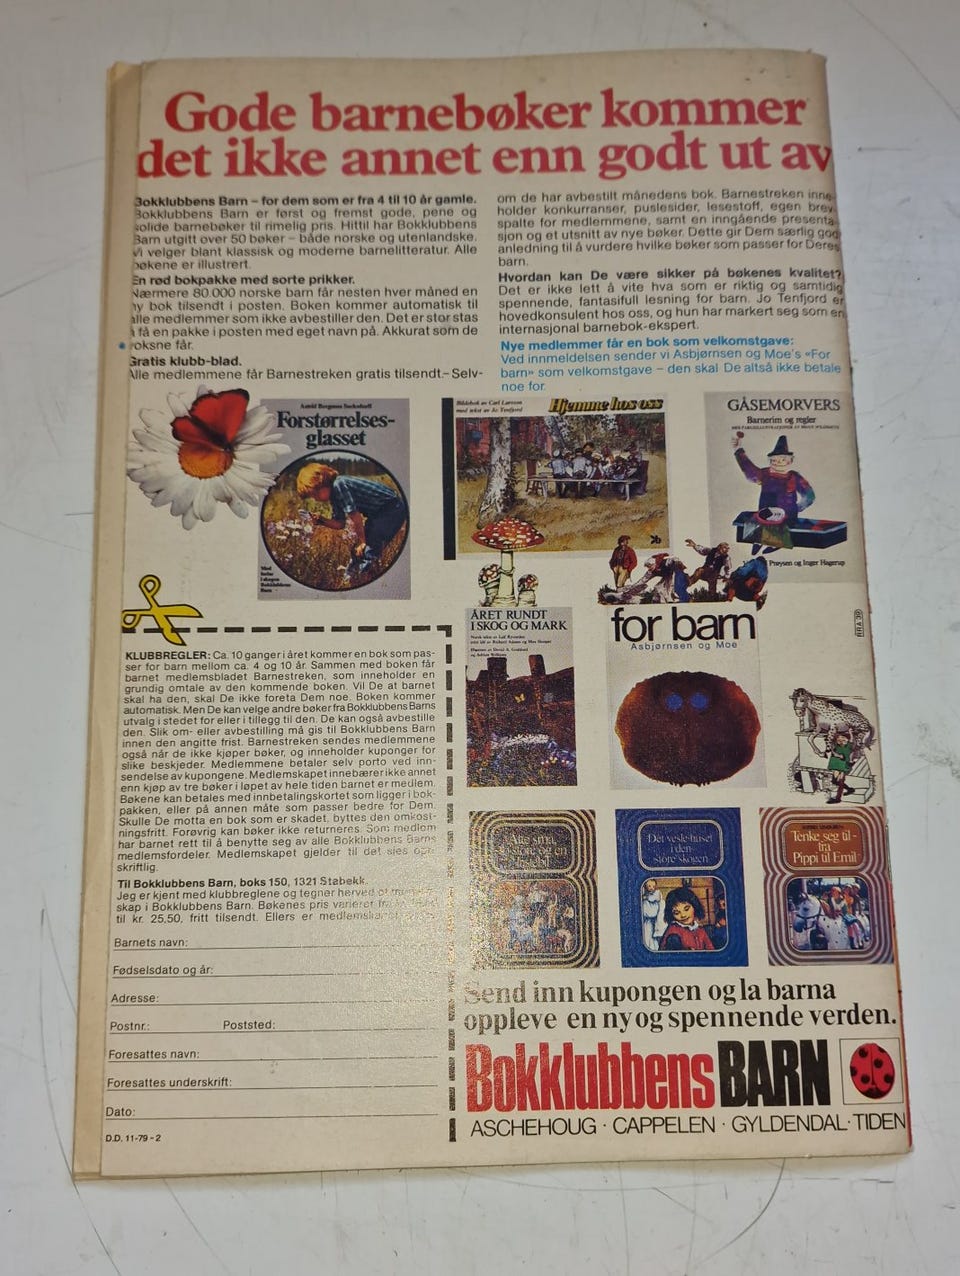 Gode barnebøker kommer
det ikke annet enn godt ut av
Bokklubbens Barn – for dem som er fra 4 til 10 år gamle.
Bokklubbens Barn er først og fremst gode, pene og
solide barnebøker til rimelig pris. Hittil har Bokklubbens
Barn utgitt over 50 bøker – både norske og utenlandske.
Vi velger blant klassisk og moderne barnelitteratur. Alle
bøkene er illustrert.
En rød bokpakke med sorte prikker.
Nærmere 80.000 norske barn får nesten hver måned en
ny bok tilsendt i posten. Boken kommer automatisk til
alle medlemmer som ikke avbestiller den. Det er stor stas
å få en pakke i posten med eget navn på. Akkurat som de
voksne får.
Gratis klubb-blad.
Alle medlemmene får Barnestreken gratis tilsendt.– Selv-
om de har avbestilt månedens bok. Barnestreken inne-
holder konkurranser, puslesider, lesestoff, egen brev-
spalte for medlemmene, samt en inngående presenta-
sjon og et utsnitt av nye bøker. Dette gir Dem særlig god
anledning til å vurdere hvilke bøker som passer for Deres
barn.
Hvordan kan De være sikker på bøkenes kvalitet?
Det er ikke lett å vite hva som er riktig og samtidig
spennende, fantasifull lesning for barn. Jo Tenfjord er
hovedkonsulent hos oss, og hun har markert seg som en
internasjonal barnebok-ekspert.
Nye medlemmer får en bok som velkomstgave:
Ved innmeldelsen sender vi Asbjørnsen og Moe's «For
barn» som velkomstgave – den skal De altså ikke betale
noe for.
Astrid Bergman Sucksdorff
Forstørrelses-
glasset
Med
Bokklubbens
Barn
Billedbok av Carl Larsson
med tekst av Jo Tenfjord
Hjemme hos oss
GÅSEMORVERS
Barnerim og regler
Prøysen og Inger Hagerup
ÅRET RUNDT
I SKOG OG MARK
for barn
Asbjørnsen og Moe
KLUBBREGLER: Ca. 10 ganger i året kommer en bok som pas-
ser for barn mellom ca. 4 og 10 år. Sammen med boken får
barnet medlemsbladet Barnestreken, som inneholder en
grundig omtale av den kommende boken. Vil De at barnet
skal ha den, skal De ikke foreta Dem noe. Boken kommer
automatisk. Men De kan velge andre bøker fra Bokklubbens Barns
utvalg i stedet for eller i tillegg til den. De kan også avbestille
den. Slik om- eller avbestilling må gis til Bokklubbens Barn
innen den angitte frist. Barnestreken sendes medlemmene
også når de ikke kjøper bøker, og inneholder kuponger for
slike beskjeder. Medlemmene betaler selv porto ved inn-
sendelse av kupongene. Medlemskapet innebærer ikke annet
enn kjøp av tre bøker i løpet av hele tiden barnet er medlem.
Bøkene kan betales med innbetalingskortet som ligger i bok-
pakken, eller på annen måte som passer bedre for Dem.
Skulle De motta en bok som er skadet, byttes den omkost-
ningsfritt. Forøvrig kan bøker ikke returneres. Som medlem
har barnet rett til å benytte seg av alle Bokklubbens Barns
medlemsfordeler. Medlemskapet gjelder til det sies opp
skriftlig.
Til Bokklubbens Barn, boks 150, 1321 Stabekk.
Jeg er kjent med klubbreglene og tegner herved et medlem-
skap i Bokklubbens Barn. Bøkenes pris varierer fra
til kr. 25,50, fritt tilsendt. Ellers er medlemskapet
Barnets navn:
Fødselsdato og år:
Adresse:
Postnr.: Poststed:
Foresattes navn:
Foresattes underskrift:
Dato:
D.D. 11-79 - 2
Det vesle huset
i den
store skogen
Tenke seg til -
fra
Pippi til Emil
Send inn kupongen og la barna
oppleve en ny og spennende verden.
Bokklubbens BARN
ASCHEHOUG · CAPPELEN · GYLDENDAL · TIDEN